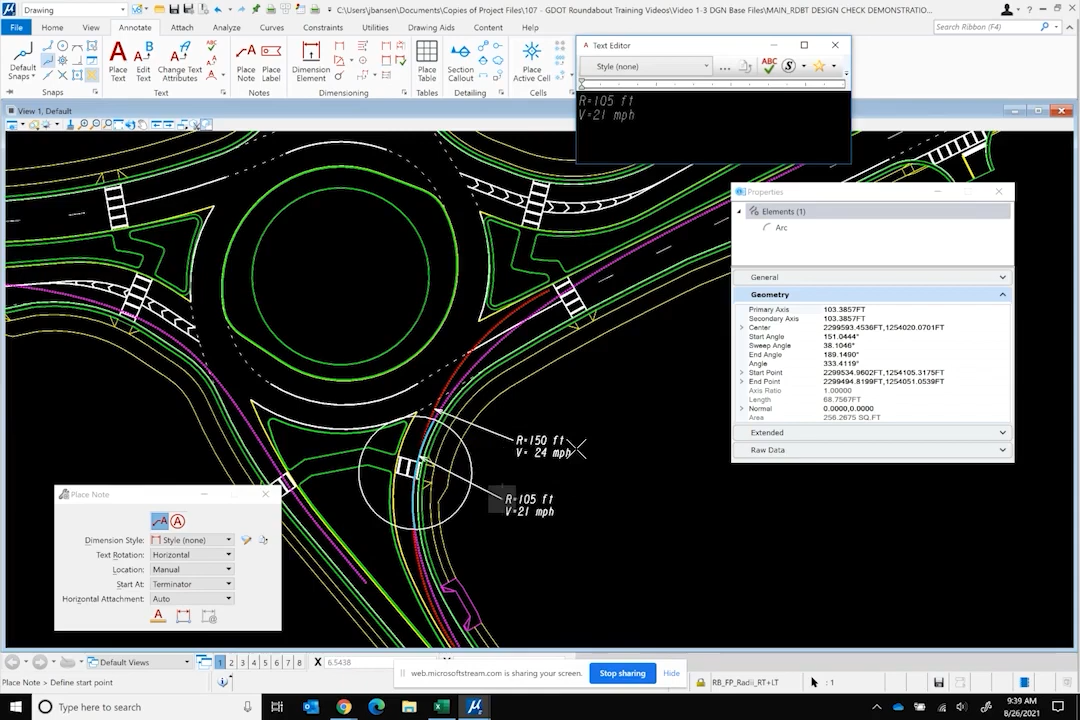 Drawing
C:\Users\bjansen\Documents\Copies of Project Files\107 - GDOT Roundabout Training Videos\Video 1-3 DGN Base Files\MAIN_RDBT DESIGN CHECK DEMONSTRATIO...
File Home View Annotate Attach Analyze Curves Constraints Utilities Drawing Aids Content Help
Search Ribbon (F4)
Default Snaps
Place Text
Edit Text
Change Text Attributes
Place Note
Place Label
Dimension Element
Place Table
Section Callout
Place Active Cell
Snaps Text Notes Dimensioning Tables Detailing Cells
View 1, Default
Text Editor
Style (none)
ABC
R=105 ft
V=21 mph
Properties
Elements (1)
Arc
General
Geometry
Primary Axis 103.3857FT
Secondary Axis 103.3857FT
Center 2299593.4536FT,1254020.0701FT
Start Angle 151.0444°
Sweep Angle 38.1046°
End Angle 189.1490°
Angle 333.4119°
Start Point 2299534.9602FT,1254105.3175FT
End Point 2299494.8199FT,1254051.0539FT
Axis Ratio 1.00000
Length 68.7567FT
Normal 0.0000,0.0000
Area 256.2675 SQ.FT
Extended
Raw Data
R=150 ft
V= 24 mph
R=105 ft
V=21 mph
Place Note
Dimension Style: Style (none)
Text Rotation: Horizontal
Location: Manual
Start At: Terminator
Horizontal Attachment: Auto
Default Views
1 2 3 4 5 6 7 8
X 6.5438
web.microsoftstream.com is sharing your screen.
Stop sharing
Hide
Place Note > Define start point
RB_FP_Radii_RT+LT
: 1
Type here to search
9:39 AM
8/26/2021